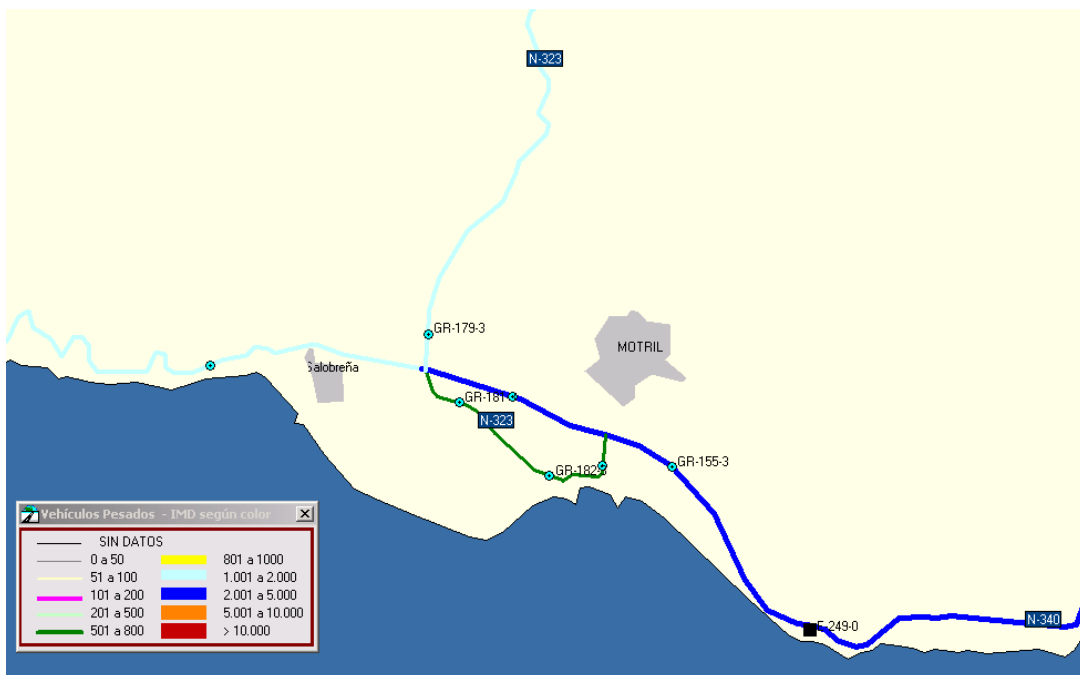 N-323
GR-179-3
MOTRIL
Salobreña
GR-181
N-323
GR-155-3
GR-182-3
E-249-0
N-340
Vehículos Pesados - IMD según color
SIN DATOS
0 a 50
801 a 1000
51 a 100
1.001 a 2.000
101 a 200
2.001 a 5.000
201 a 500
5.001 a 10.000
501 a 800
> 10.000